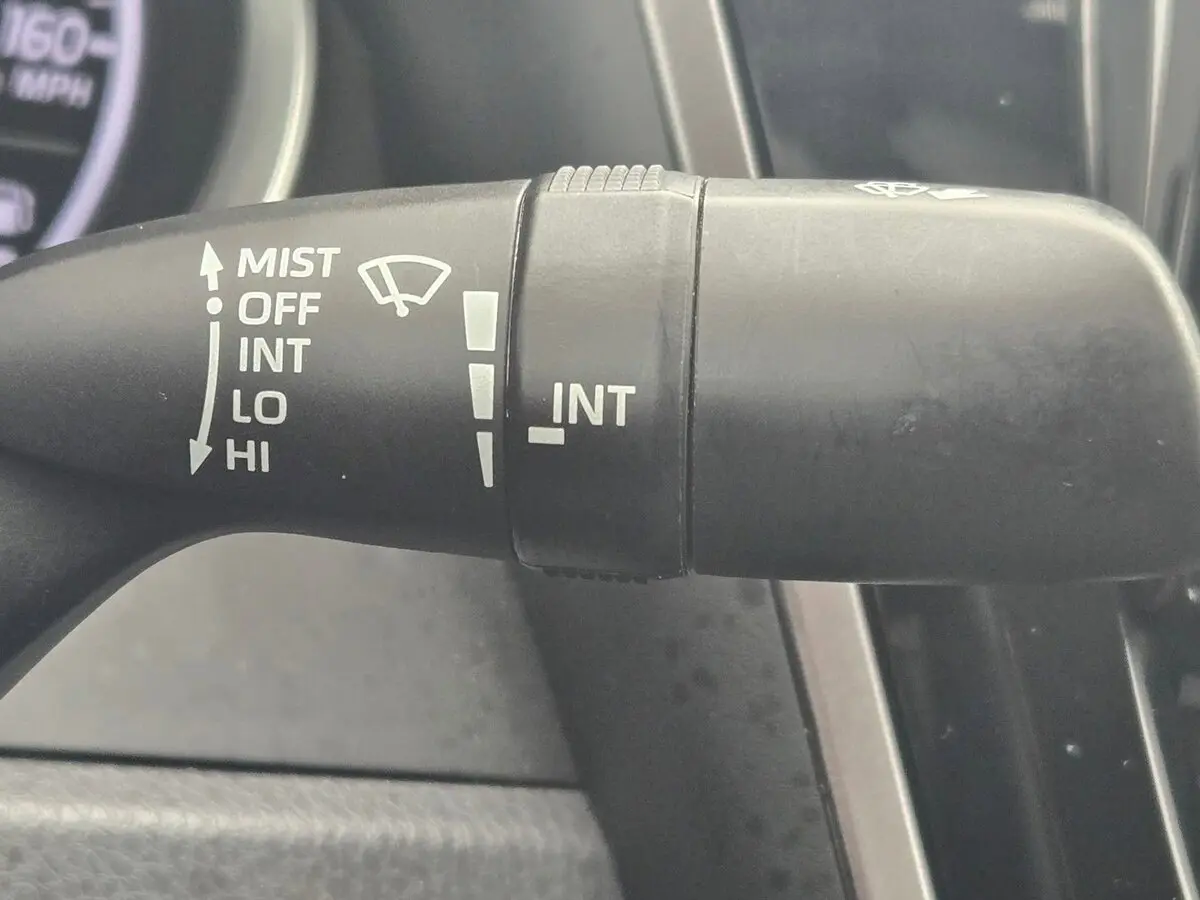 160
MPH
MIST
OFF
INT
LO
HI
INT